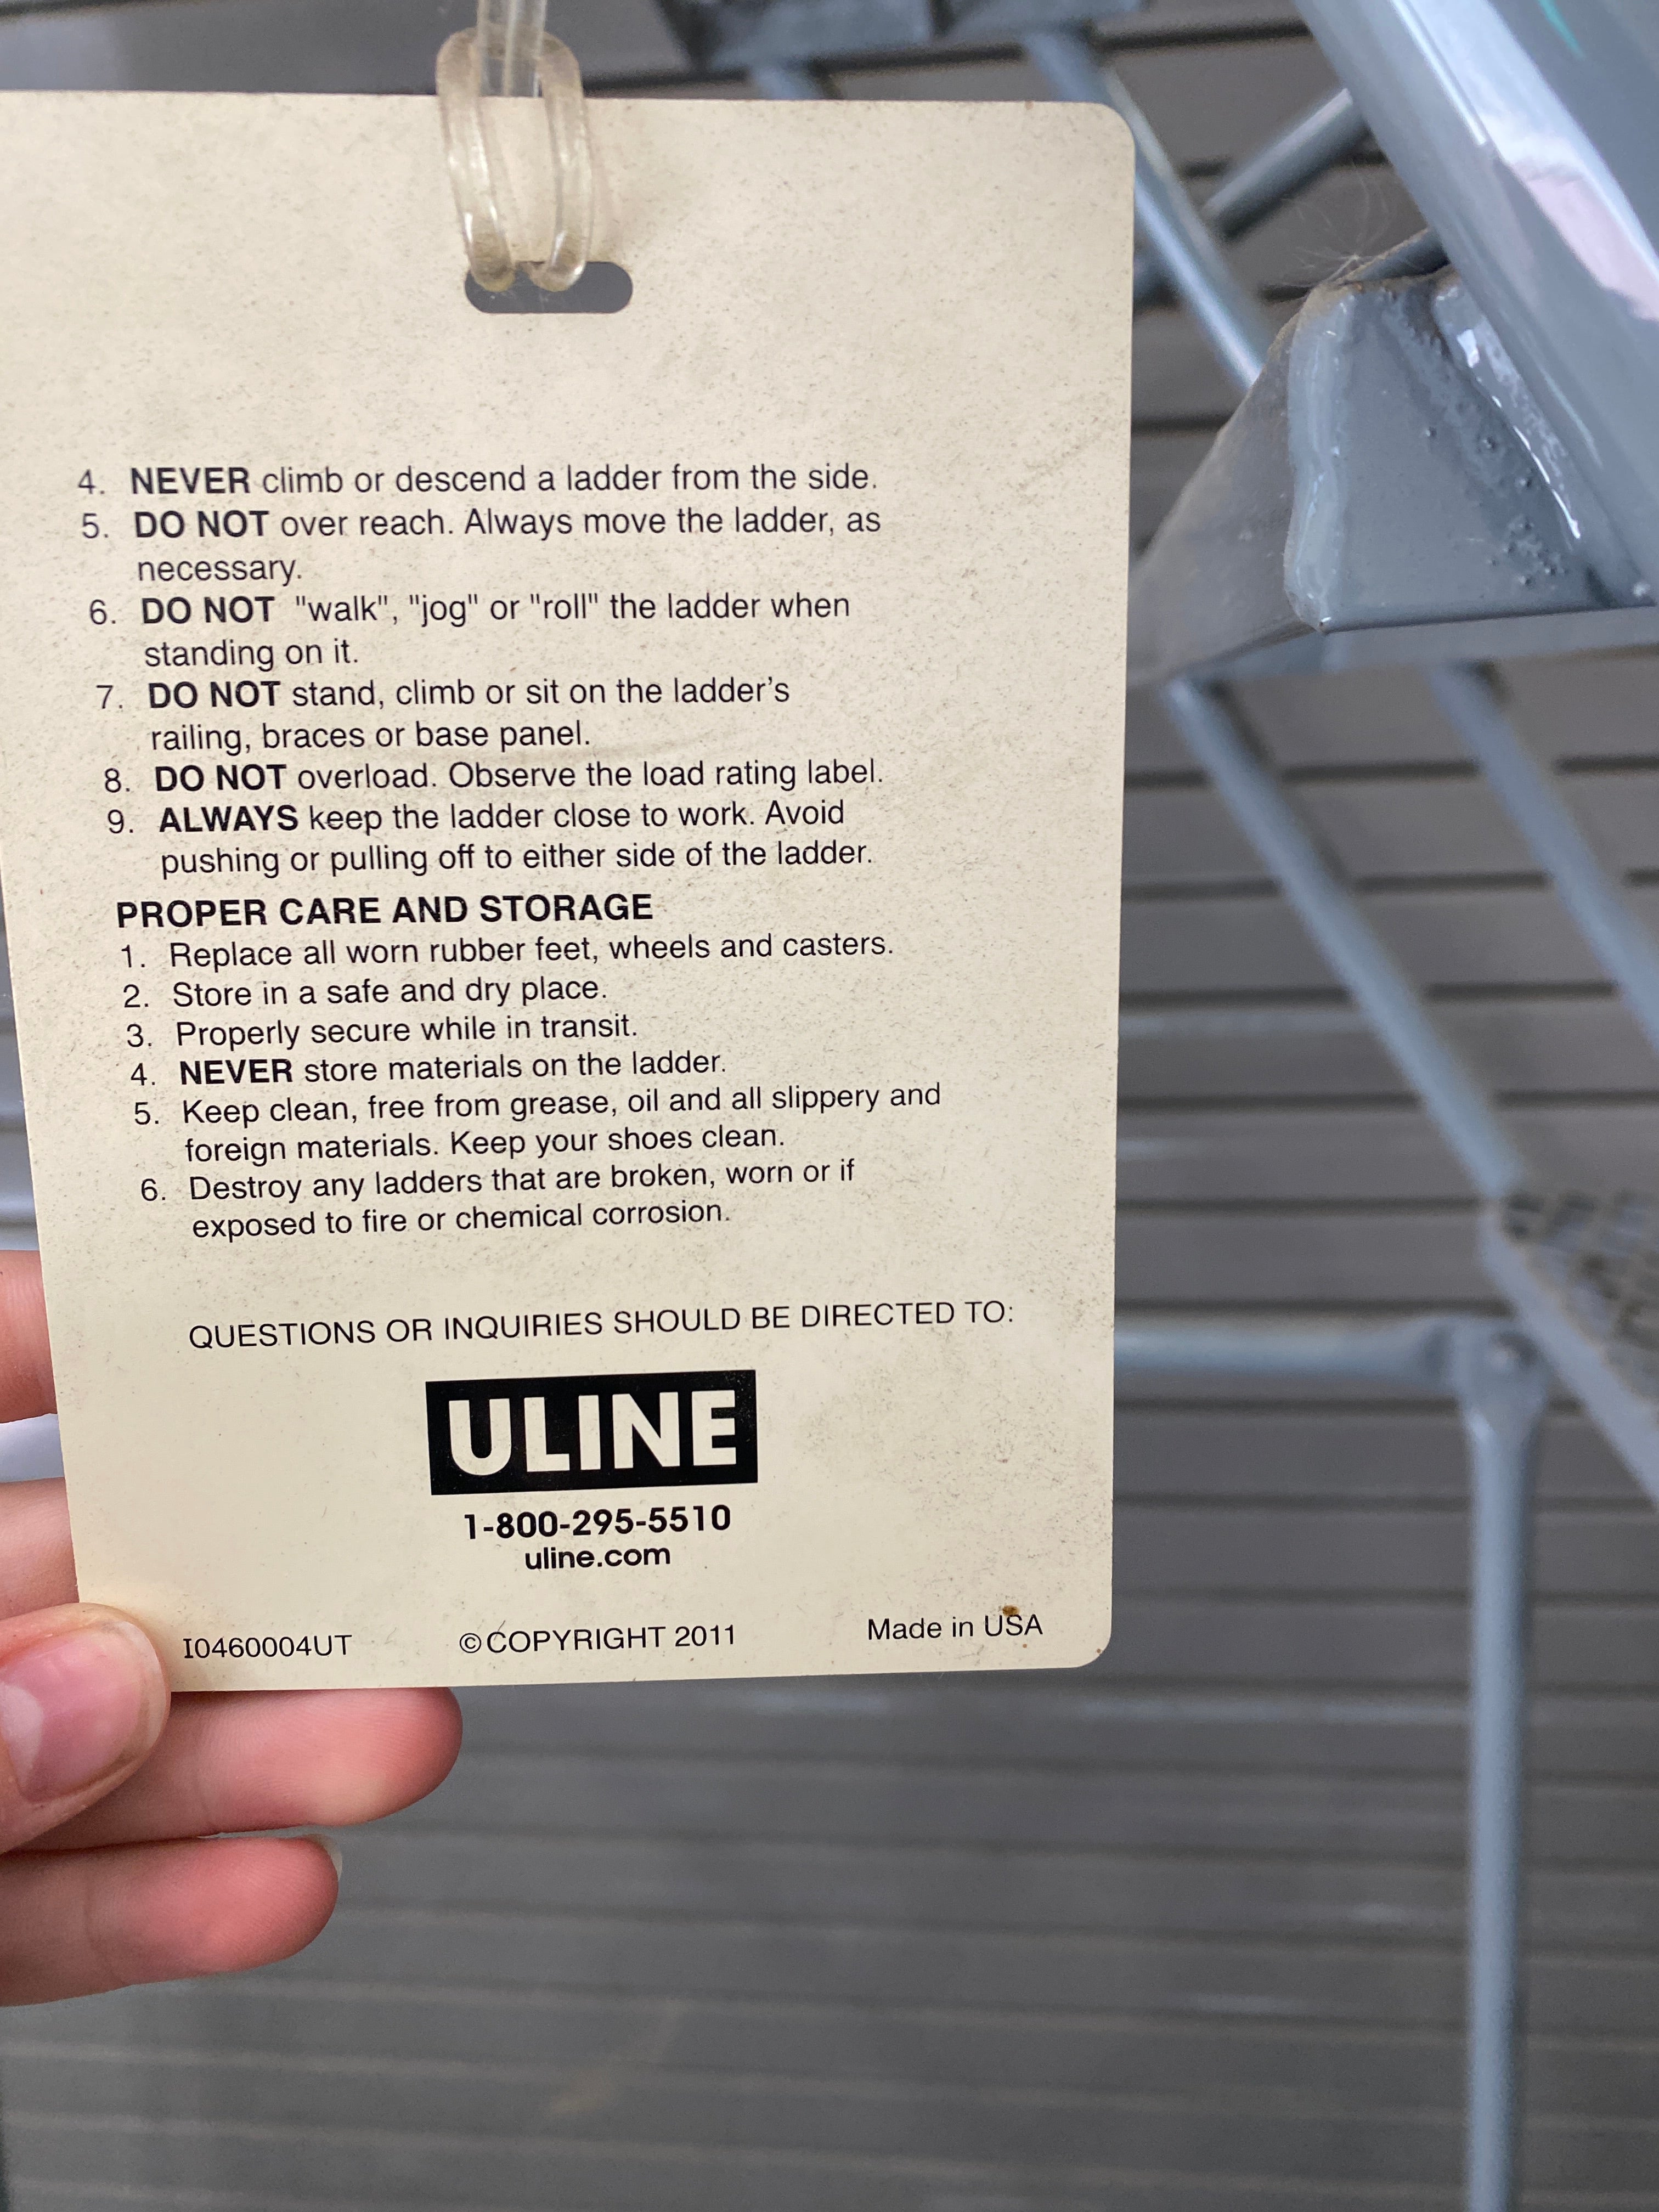 4. NEVER climb or descend a ladder from the side.
5. DO NOT over reach. Always move the ladder, as
necessary.
6. DO NOT "walk", "jog" or "roll" the ladder when
standing on it.
7. DO NOT stand, climb or sit on the ladder's
railing, braces or base panel.
8. DO NOT overload. Observe the load rating label.
9. ALWAYS keep the ladder close to work. Avoid
pushing or pulling off to either side of the ladder.
PROPER CARE AND STORAGE
1. Replace all worn rubber feet, wheels and casters.
2. Store in a safe and dry place.
3. Properly secure while in transit.
4. NEVER store materials on the ladder.
5. Keep clean, free from grease, oil and all slippery and
foreign materials. Keep your shoes clean.
6. Destroy any ladders that are broken, worn or if
exposed to fire or chemical corrosion.
QUESTIONS OR INQUIRIES SHOULD BE DIRECTED TO:
ULINE
1-800-295-5510
uline.com
I0460004UT ©COPYRIGHT 2011 Made in USA